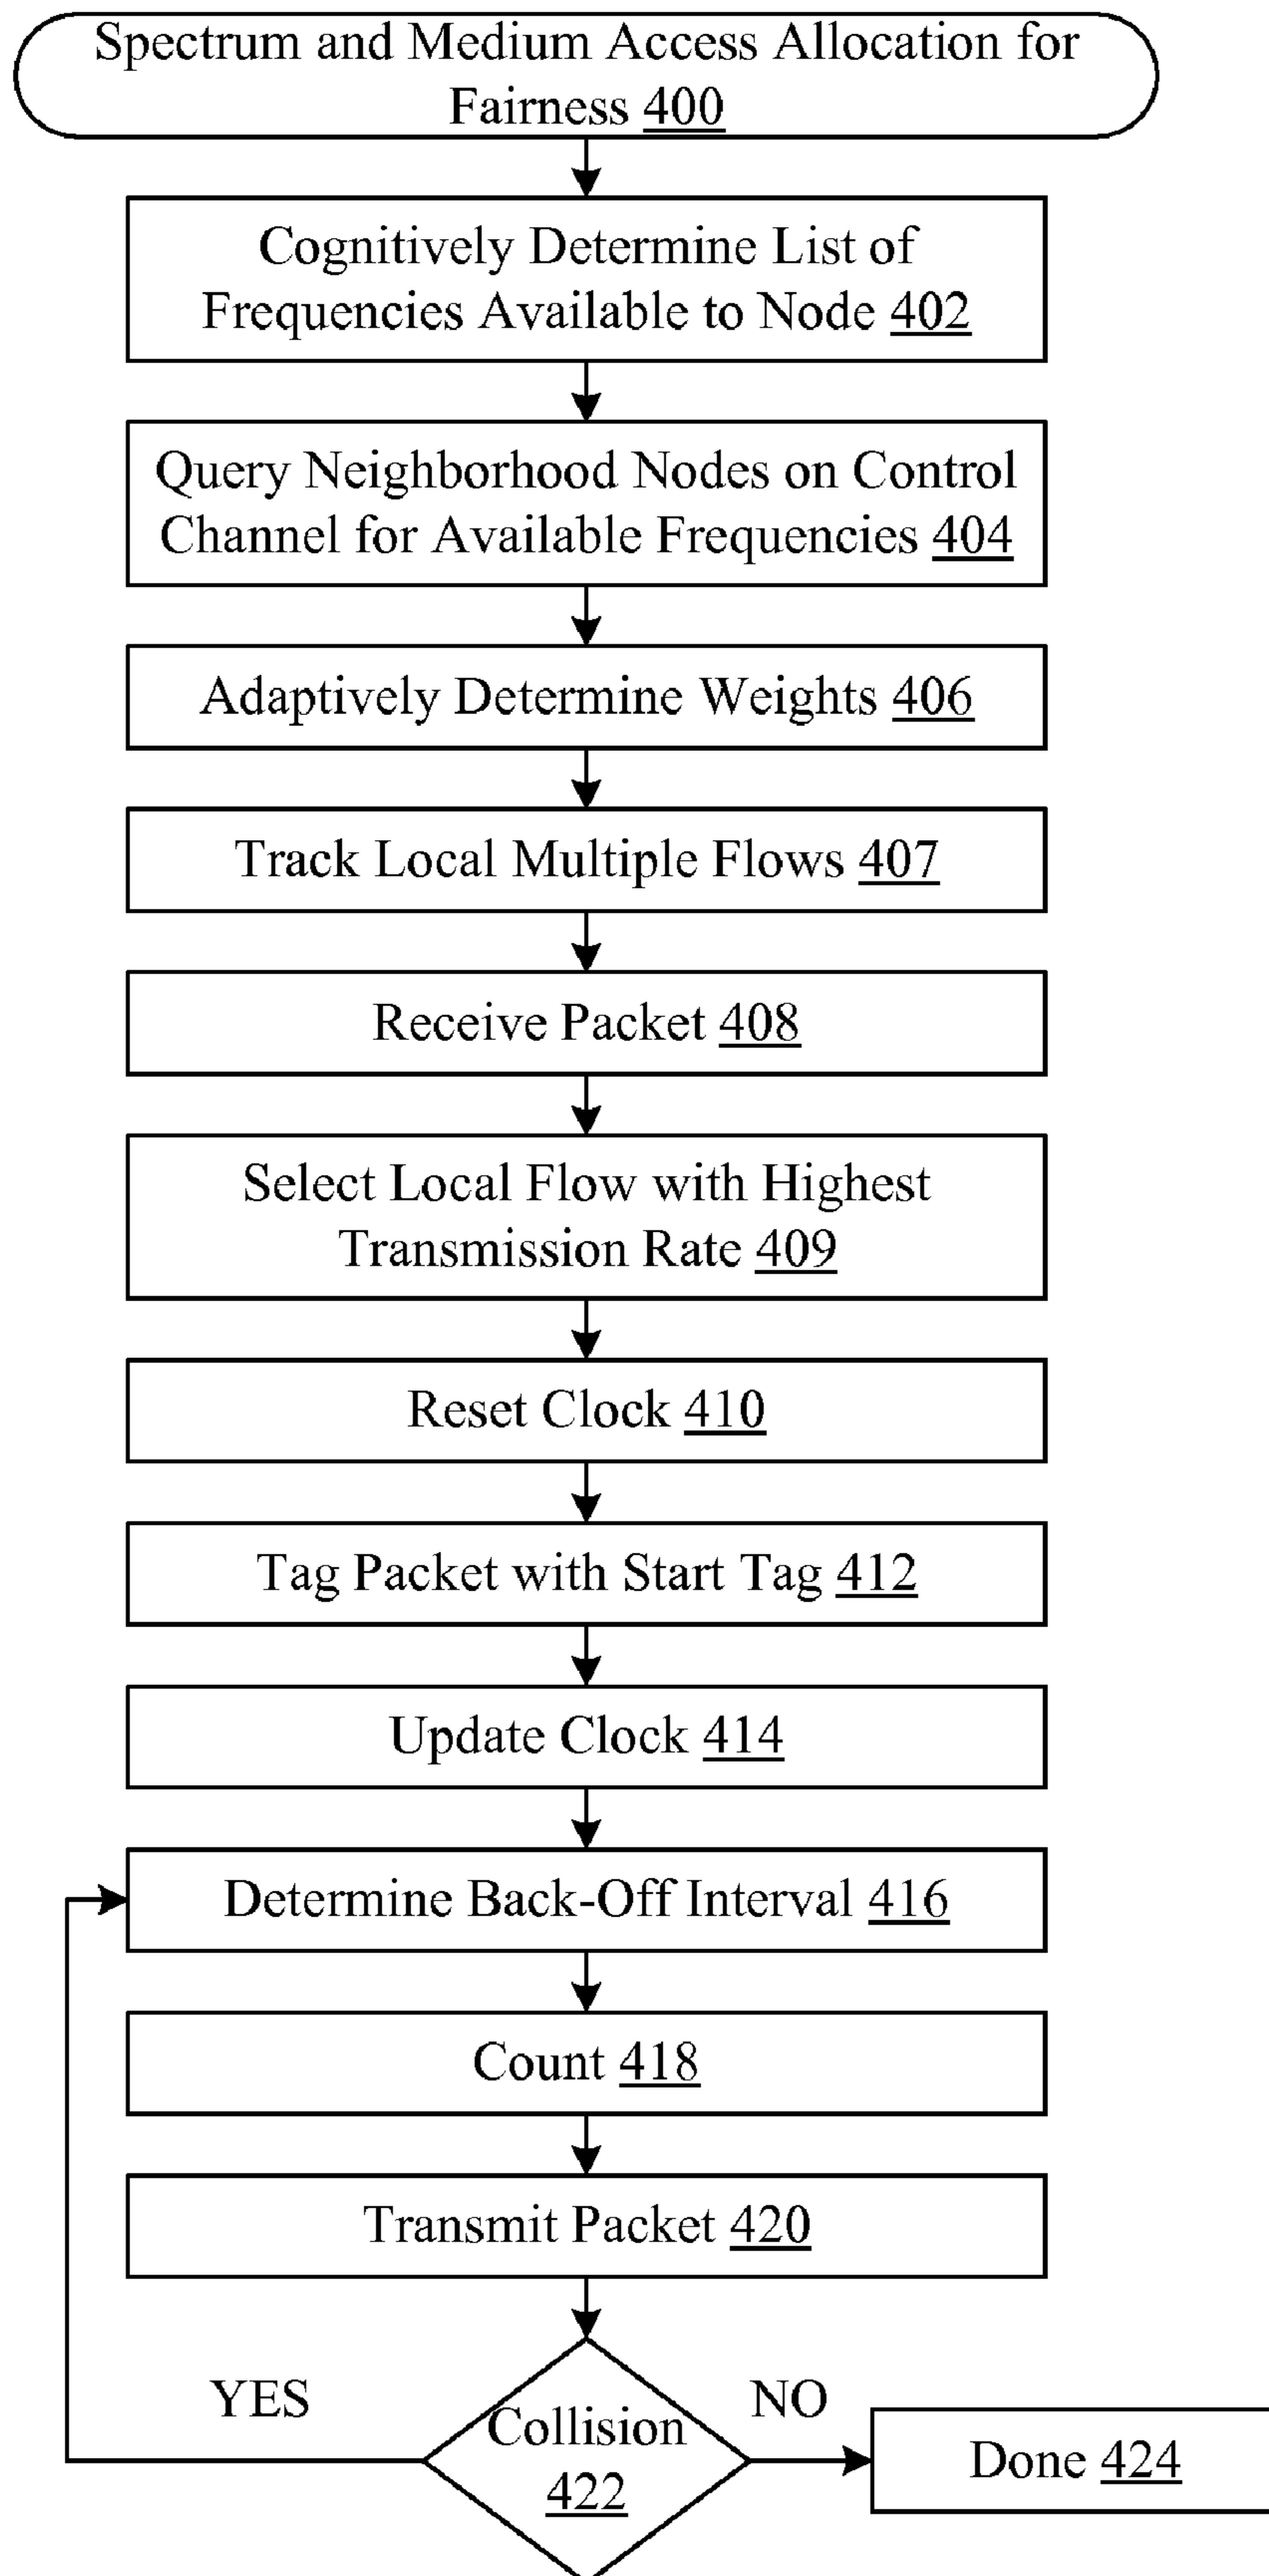 Spectrum and Medium Access Allocation for
Fairness 400
Cognitively Determine List of
Frequencies Available to Node 402
Query Neighborhood Nodes on Control
Channel for Available Frequencies 404
Adaptively Determine Weights 406
Track Local Multiple Flows 407
Receive Packet 408
Select Local Flow with Highest
Transmission Rate 409
Reset Clock 410
Tag Packet with Start Tag 412
Update Clock 414
Determine Back-Off Interval 416
Count 418
Transmit Packet 420
YES
NO
Collision
422
Done 424